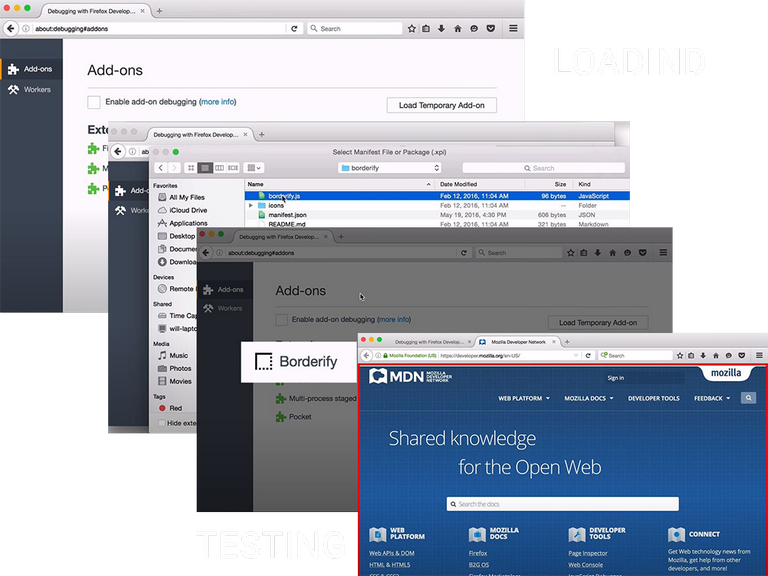 Debugging with Firefox Develop...
about:debugging#addons
Search
LOADIND
Add-ons
Workers
Add-ons
Enable add-on debugging (more info)
Load Temporary Add-on
Exte
Fi
M
P
Debugging with Firefox Develop...
ab
Add-o
Work
Select Manifest File or Package (.xpi)
borderify
Search
Favorites
All My Files
iCloud Drive
Applications
Desktop
Docume
Downloa
Devices
Remote
Shared
Time Cap
will-lapto
Media
Music
Photos
Movies
Tags
Red
Hide exte
Name Date Modified Size Kind
borderify.js Feb 12, 2016, 11:04 AM 96 bytes JavaScript
icons Feb 12, 2016, 11:04 AM -- Folder
manifest.json May 19, 2016, 4:30 PM 606 bytes JSON
README.md Feb 12, 2016, 11:04 AM 321 bytes Markdown
Debugging with Firefox Develop...
about:debugging#addons
Search
Add-ons
Workers
Add-ons
Enable add-on debugging (more info)
Load Temporary Add-on
Borderify
Multi-process staged
Pocket
TESTING
Debugging with Firefox Develop...
Mozilla Developer Network
Mozilla Foundation (US)
https://developer.mozilla.org/en-US/
Search
MDN MOZILLA
DEVELOPER
NETWORK
Sign in
mozilla
WEB PLATFORM MOZILLA DOCS DEVELOPER TOOLS FEEDBACK
Shared knowledge
for the Open Web
Search the docs
WEB
PLATFORM
Web APIs & DOM
HTML & HTML5
MOZILLA
DOCS
Firefox
B2G OS
DEVELOPER
TOOLS
Page Inspector
Web Console
CONNECT
Get Web technology news from
Mozilla, get help from other
developers, and more!